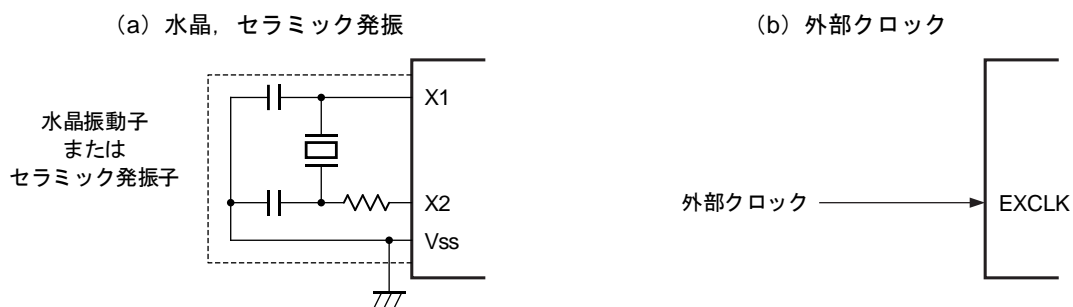 (a) 水晶，セラミック発振
X1
水晶振動子
または
セラミック発振子
X2
Vss
(b) 外部クロック
外部クロック
EXCLK